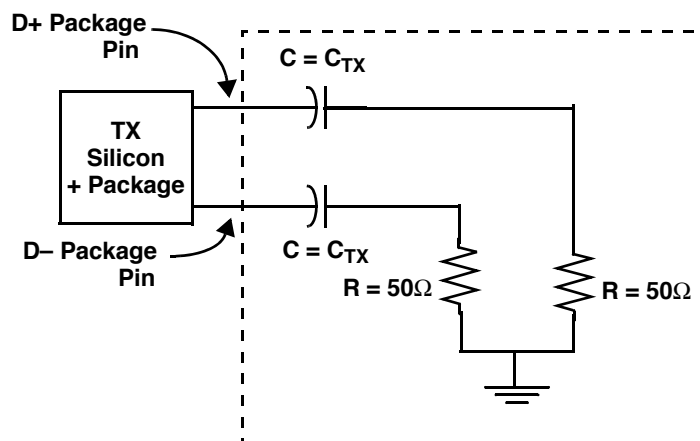 D+ Package
Pin
C = CTX
TX
Silicon
+ Package
D– Package
Pin
C = CTX
R = 50Ω
R = 50Ω